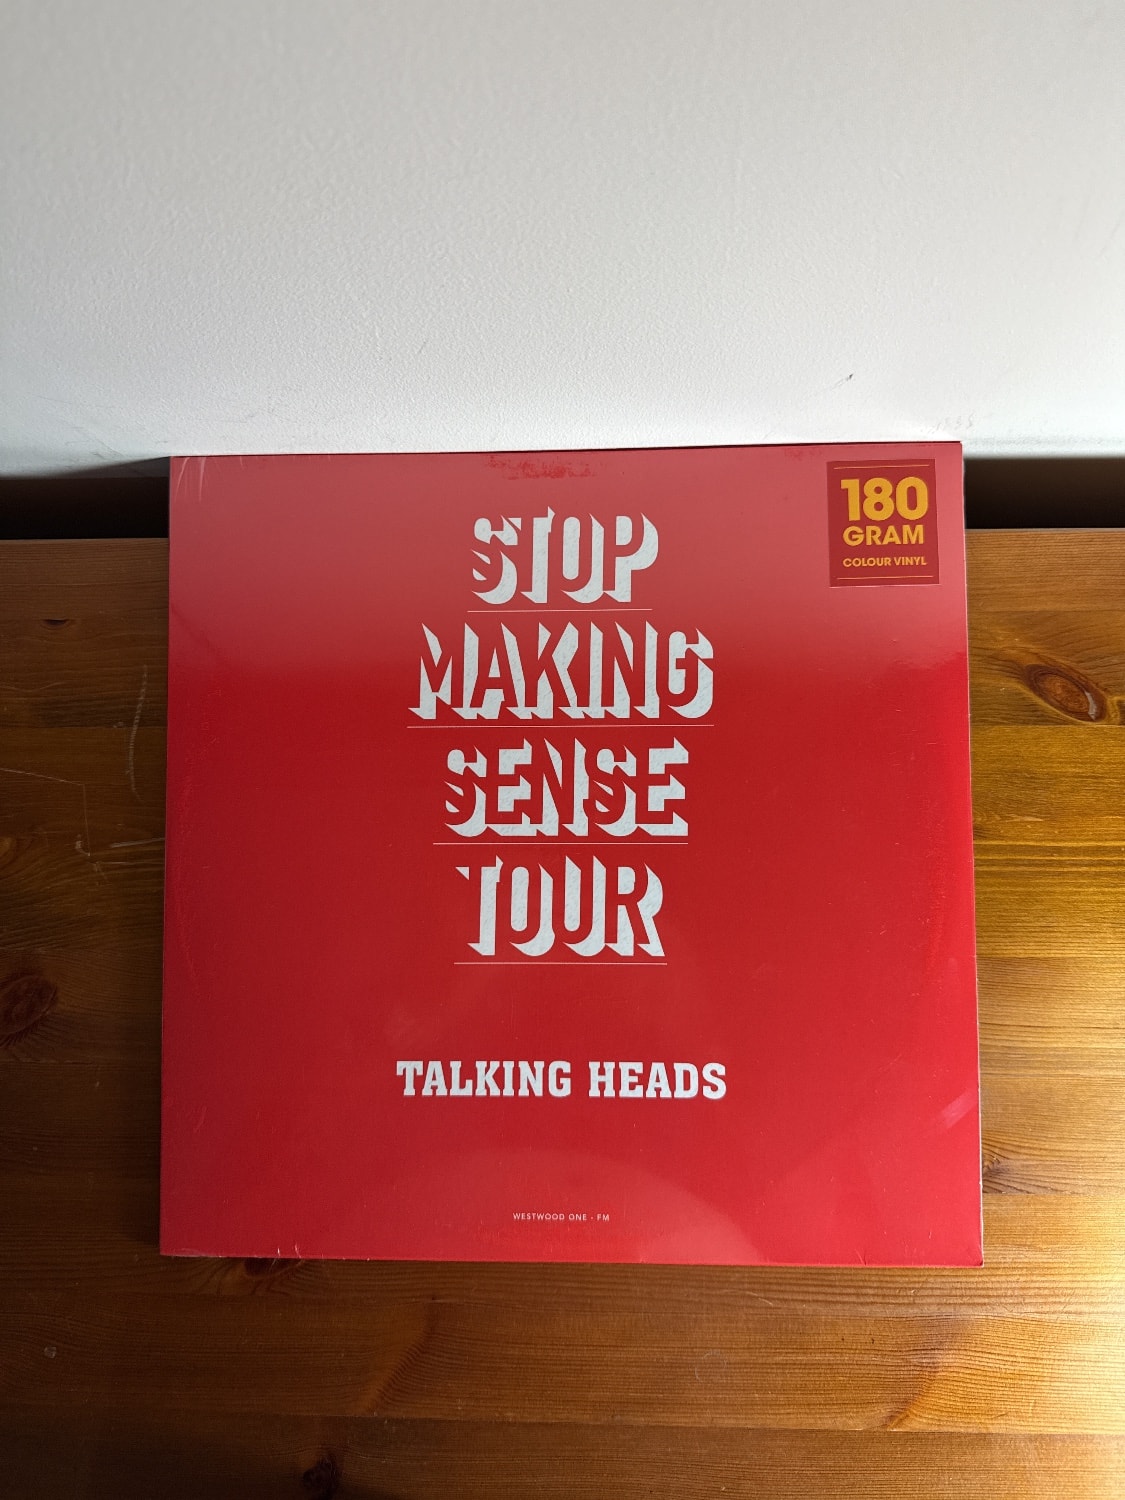 180
GRAM
COLOUR VINYL
STOP
MAKING
SENSE
TOUR
TALKING HEADS
WESTWOOD ONE - FM